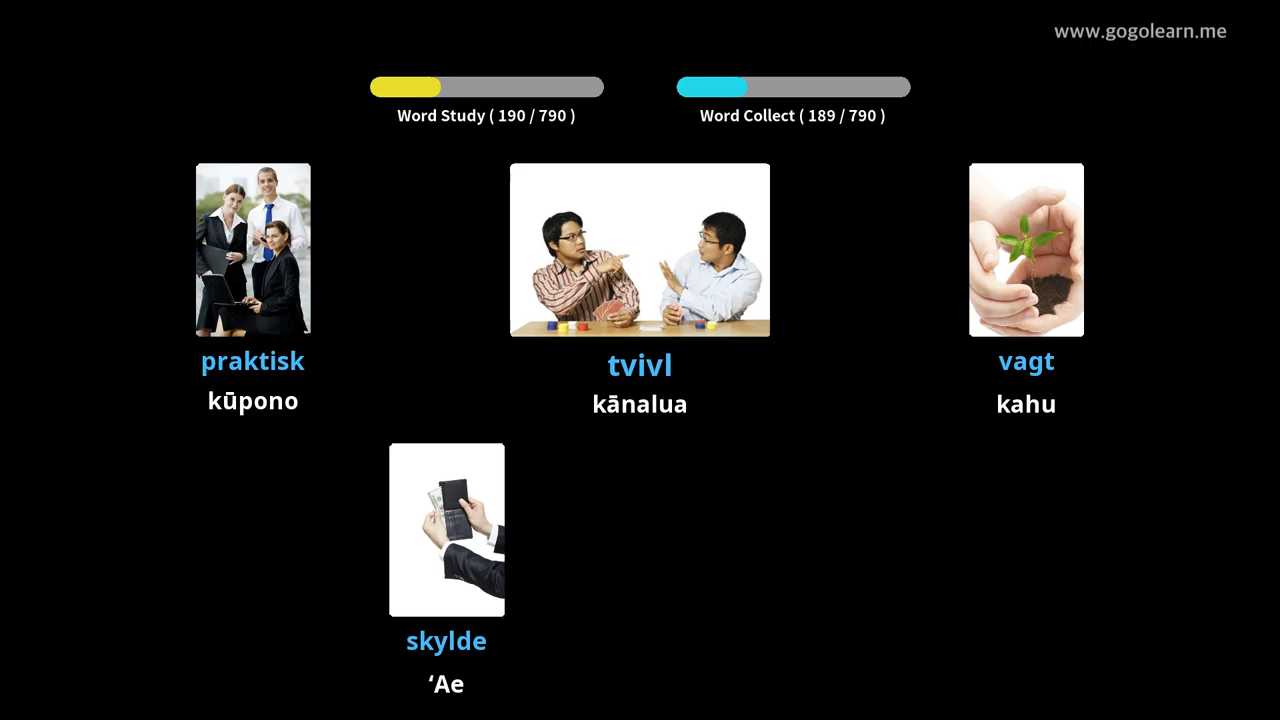 www.gogolearn.me
Word Study ( 190 / 790 )
Word Collect ( 189 / 790 )
praktisk
kūpono
tvivl
kānalua
vagt
kahu
skylde
ʻAe